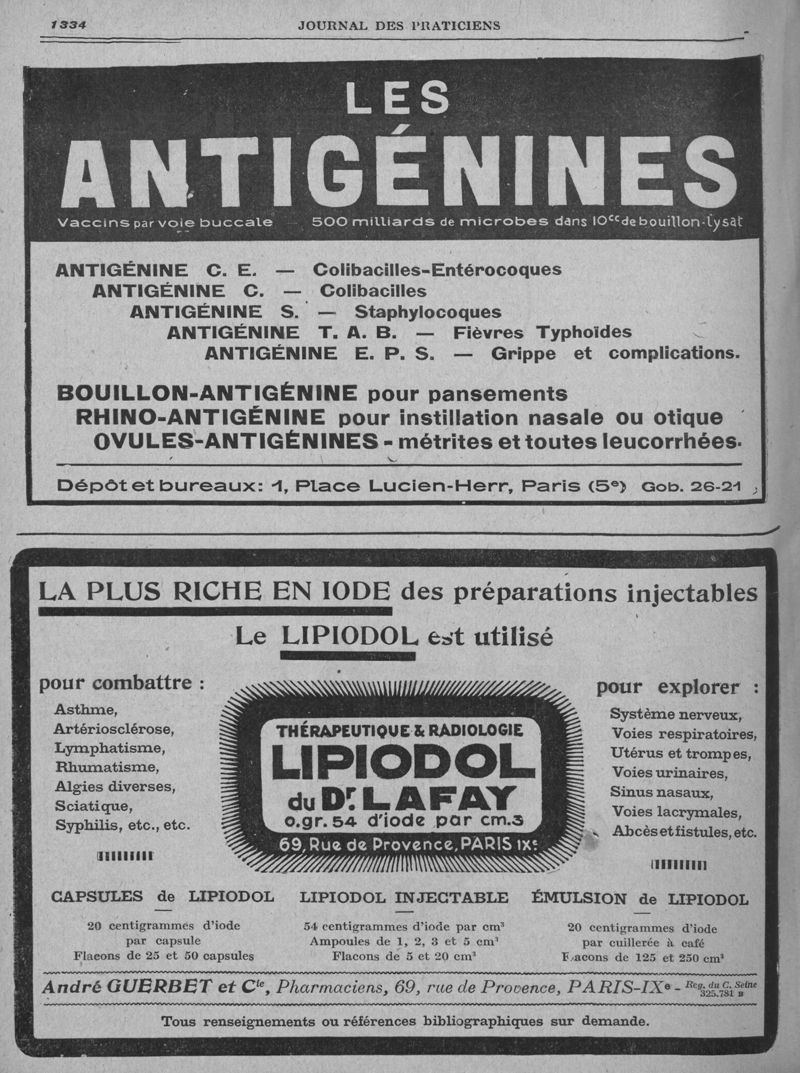 1334
JOURNAL DES PRATICIENS
LES
ANTIGÉNINES
Vaccins par voie buccale — 500 milliards de microbes dans 10cc de bouillon-lysat
ANTIGÉNINE C. E. — Colibacilles-Entérocoques
ANTIGÉNINE C. — Colibacilles
ANTIGÉNINE S. — Staphylocoques
ANTIGÉNINE T. A. B. — Fièvres Typhoïdes
ANTIGÉNINE E. P. S. — Grippe et complications.
BOUILLON-ANTIGÉNINE pour pansements
RHINO-ANTIGÉNINE pour instillation nasale ou otique
OVULES-ANTIGÉNINES - métrites et toutes leucorrhées.
Dépôt et bureaux: 1, Place Lucien-Herr, Paris (5e) Gob. 26-21
LA PLUS RICHE EN IODE des préparations injectables
Le LIPIODOL est utilisé
pour combattre :
Asthme,
Artériosclérose,
Lymphatisme,
Rhumatisme,
Algies diverses,
Sciatique,
Syphilis, etc., etc.
THÉRAPEUTIQUE & RADIOLOGIE
LIPIODOL
du Dr. LAFAY
0.gr. 54 d'iode par cm.3
69, Rue de Provence, PARIS IXe
pour explorer :
Système nerveux,
Voies respiratoires,
Utérus et trompes,
Voies urinaires,
Sinus nasaux,
Voies lacrymales,
Abcès et fistules, etc.
CAPSULES de LIPIODOL
20 centigrammes d'iode
par capsule
Flacons de 25 et 50 capsules
LIPIODOL INJECTABLE
54 centigrammes d'iode par cm³
Ampoules de 1, 2, 3 et 5 cm³
Flacons de 5 et 20 cm³
ÉMULSION de LIPIODOL
20 centigrammes d'iode
par cuillerée à café
Flacons de 125 et 250 cm³
André GUERBET et Cie, Pharmaciens, 69, rue de Provence, PARIS-IXe - Reg. du C. Seine
325.781 B
Tous renseignements ou références bibliographiques sur demande.